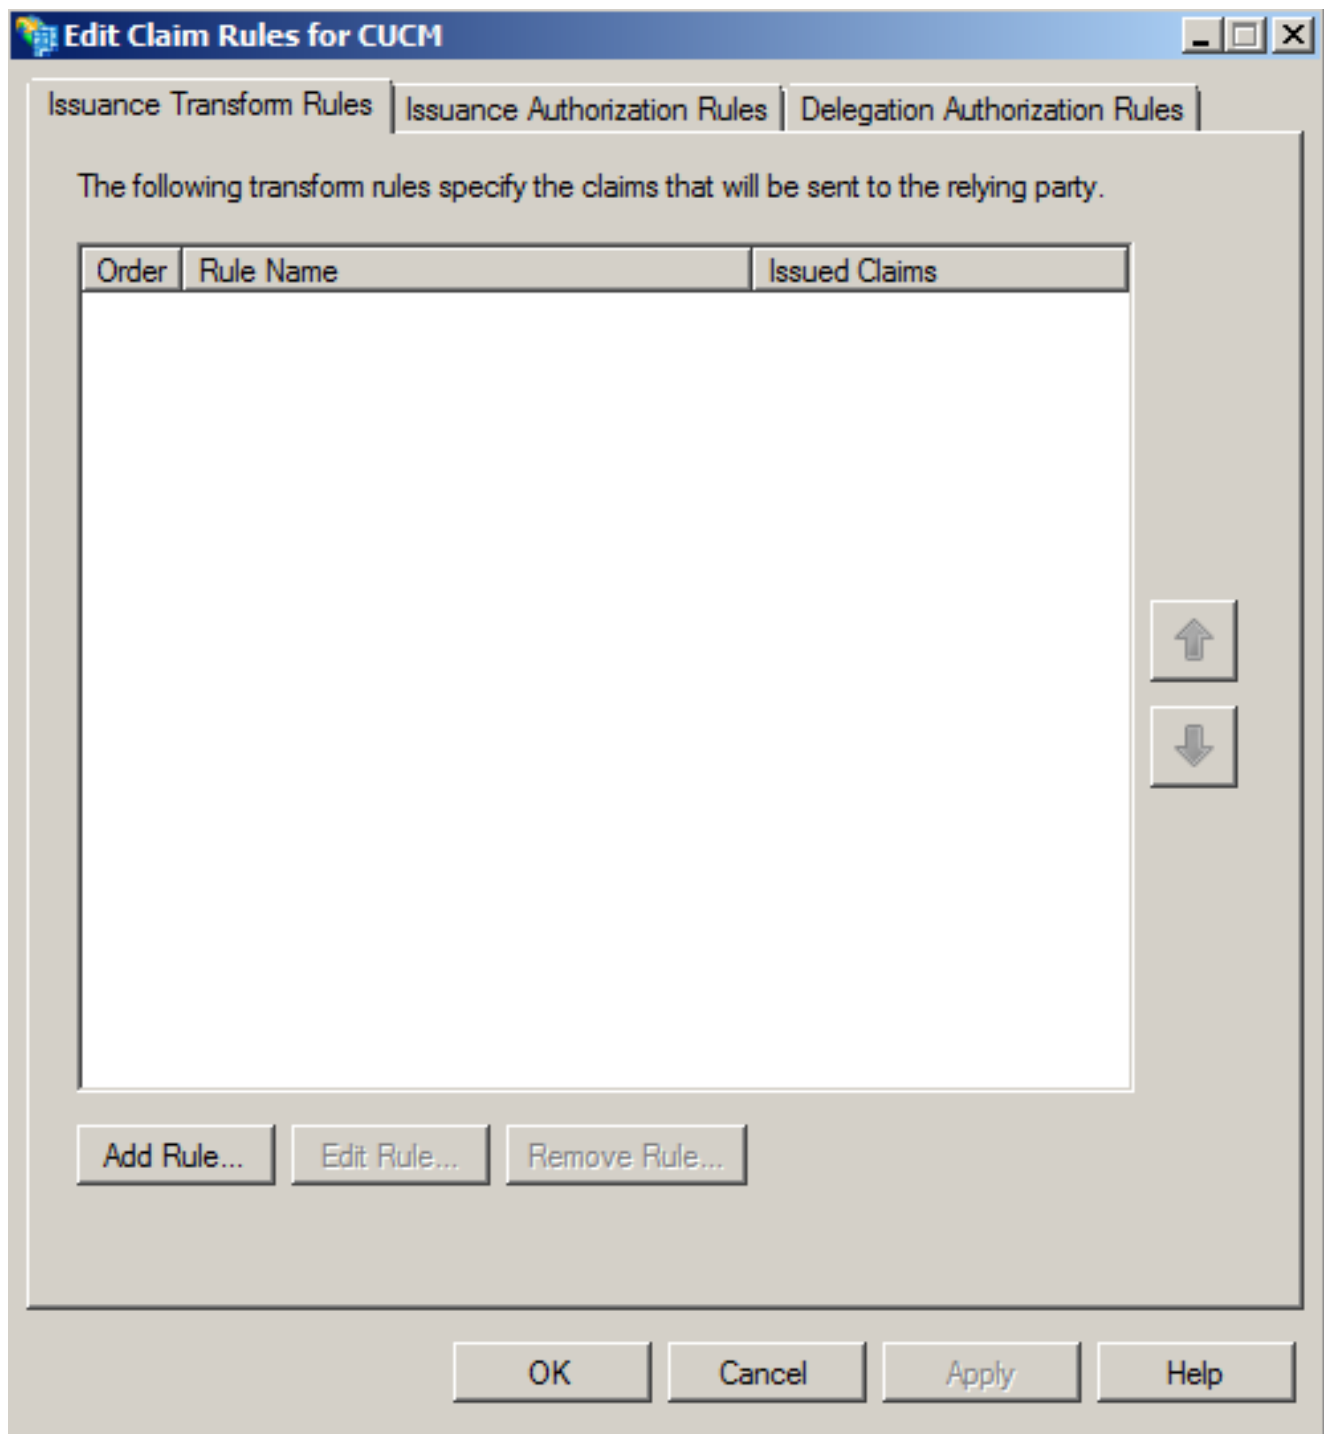 Edit Claim Rules for CUCM
Issuance Transform Rules Issuance Authorization Rules Delegation Authorization Rules
The following transform rules specify the claims that will be sent to the relying party.
Order Rule Name Issued Claims
Add Rule... Edit Rule... Remove Rule...
OK Cancel Apply Help